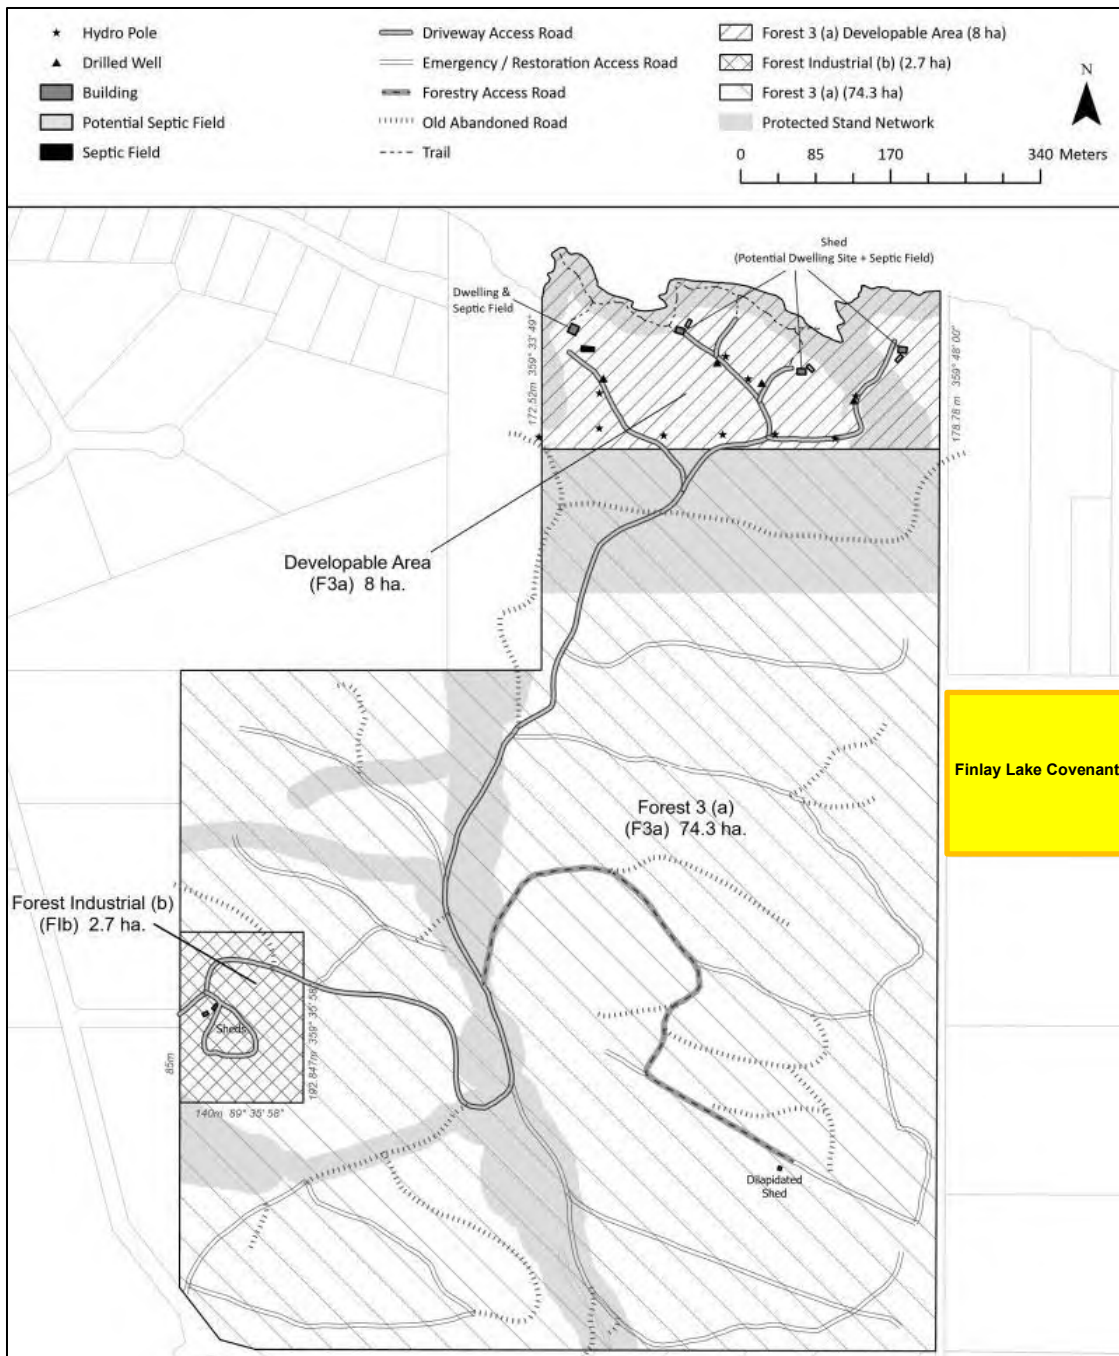 Hydro Pole
Drilled Well
Building
Potential Septic Field
Septic Field
Driveway Access Road
Emergency / Restoration Access Road
Forestry Access Road
Old Abandoned Road
Trail
Forest 3 (a) Developable Area (8 ha)
Forest Industrial (b) (2.7 ha)
Forest 3 (a) (74.3 ha)
Protected Stand Network
N
0 85 170 340 Meters
Shed
(Potential Dwelling Site + Septic Field)
Dwelling &
Septic Field
172.52m 359° 33' 49"
178.78 m 359° 48' 00"
Developable Area
(F3a) 8 ha.
Finlay Lake Covenant
Forest 3 (a)
(F3a) 74.3 ha.
Forest Industrial (b)
(FIb) 2.7 ha.
Sheds
85m
192.847m 359° 35' 58"
140m 89° 35' 58"
Dilapidated
Shed